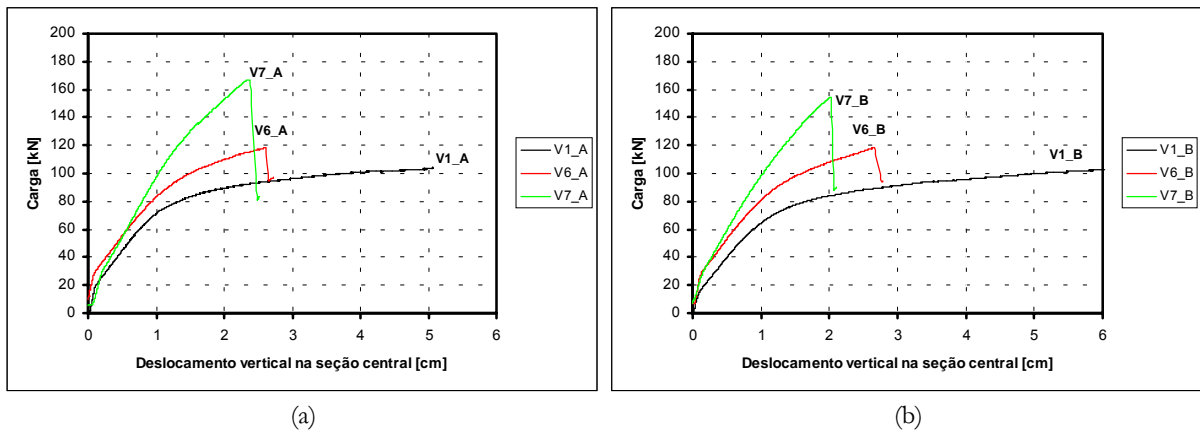 200
180
160
140
120
100
80
60
40
20
0
Carga [kN]
V7_A
V6_A
V1_A
0 1 2 3 4 5 6
Deslocamento vertical na seção central [cm]
V1_A
V6_A
V7_A
(a)
200
180
160
140
120
100
80
60
40
20
0
Carga [kN]
V7_B
V6_B
V1_B
0 1 2 3 4 5 6
Deslocamento vertical na seção central [cm]
V1_B
V6_B
V7_B
(b)